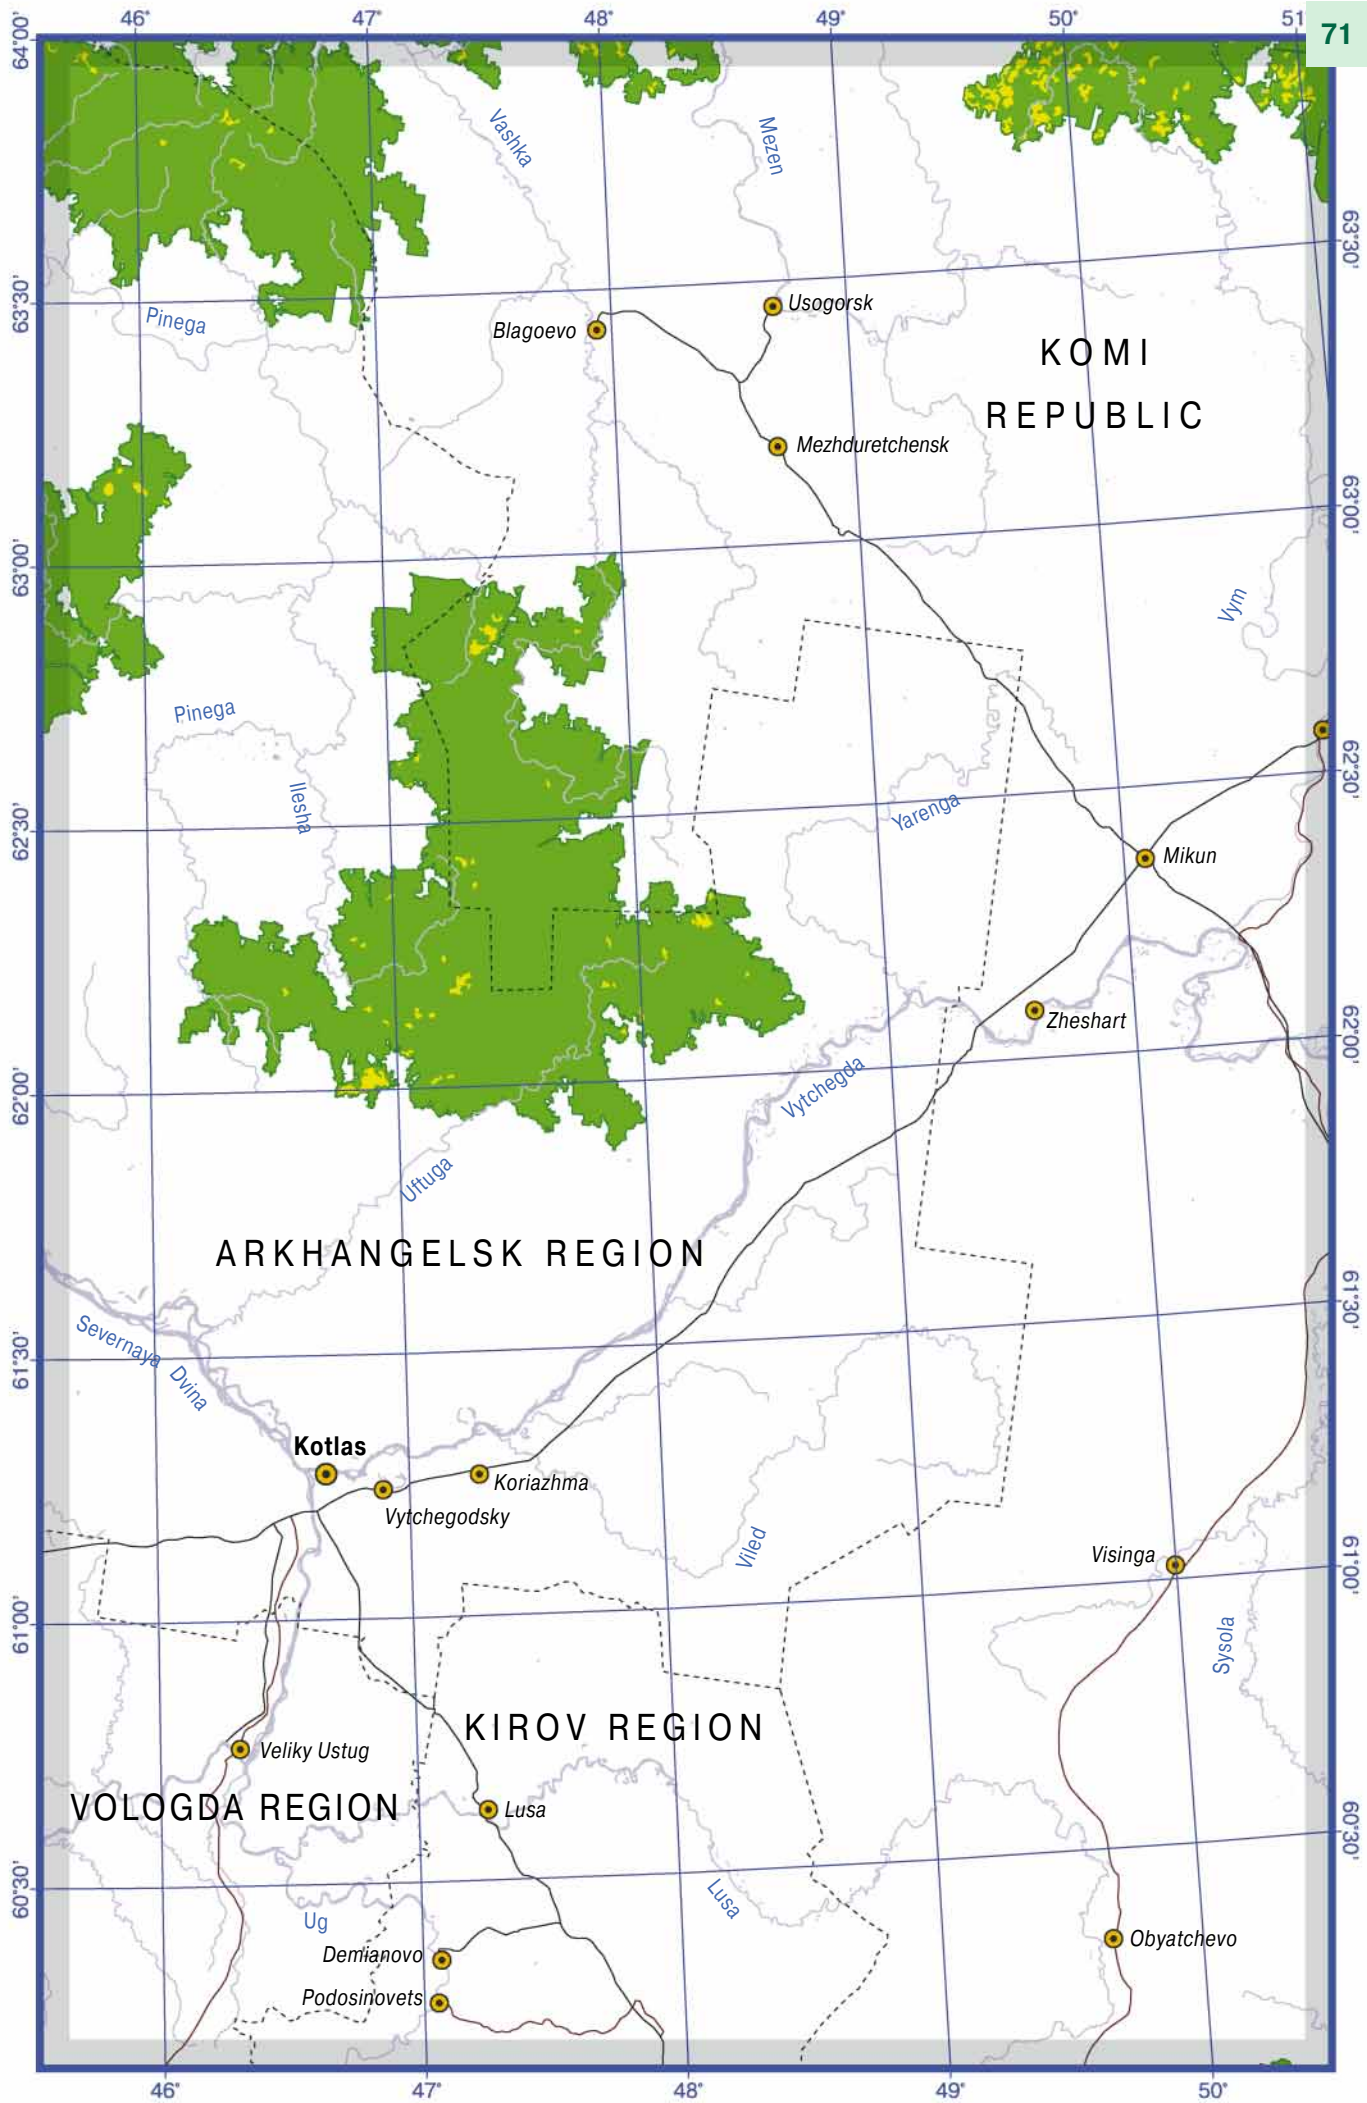 46°
47°
48°
49°
50°
51
71
64°00'
Vashka
Mezen
63°30'
63°30'
Pinega
Usogorsk
Blagoevo
KOMI
REPUBLIC
Mezhduretchensk
63°00'
63°00'
Vym
Pinega
Ilesha
62°30'
Yarenga
62°30'
Mikun
Zheshart
62°00'
Vytchegda
62°00'
Uftuga
ARKHANGELSK REGION
61°30'
Severnaya Dvina
61°30'
Kotlas
Koriazhma
Vytchegodsky
Viled
Visinga
61°00'
61°00'
Sysola
KIROV REGION
Veliky Ustug
VOLOGDA REGION
Lusa
60°30'
60°30'
Lusa
Ug
Demianovo
Obyatchevo
Podosinovets
46°
47°
48°
49°
50°